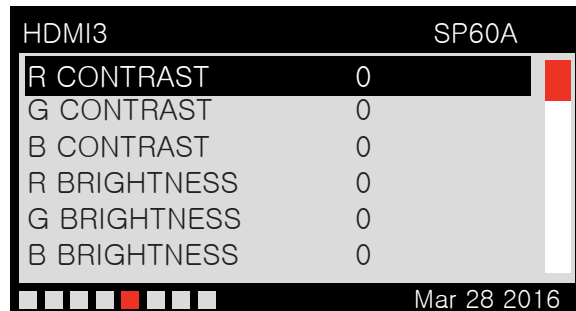 HDMI3 SP60A
R CONTRAST 0
G CONTRAST 0
B CONTRAST 0
R BRIGHTNESS 0
G BRIGHTNESS 0
B BRIGHTNESS 0
Mar 28 2016